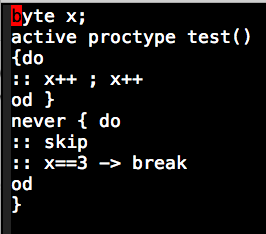 byte x;
active proctype test()
{do
:: x++ ; x++
od }
never { do
:: skip
:: x==3 -> break
od
}